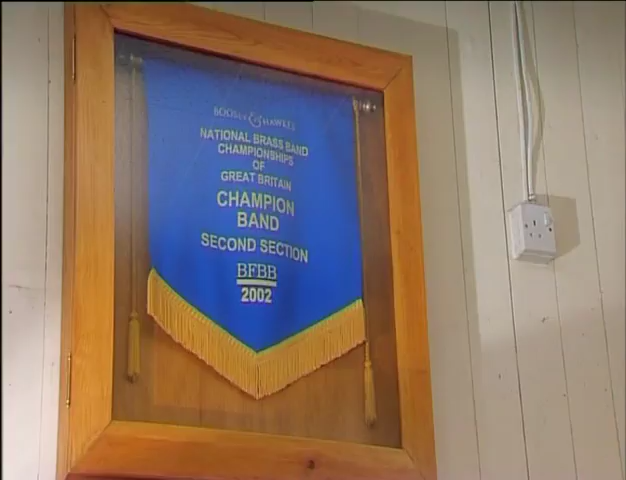 BOOSEY & HAWKES
NATIONAL BRASS BAND
CHAMPIONSHIPS
OF
GREAT BRITAIN
CHAMPION
BAND
SECOND SECTION
BFBB
2002